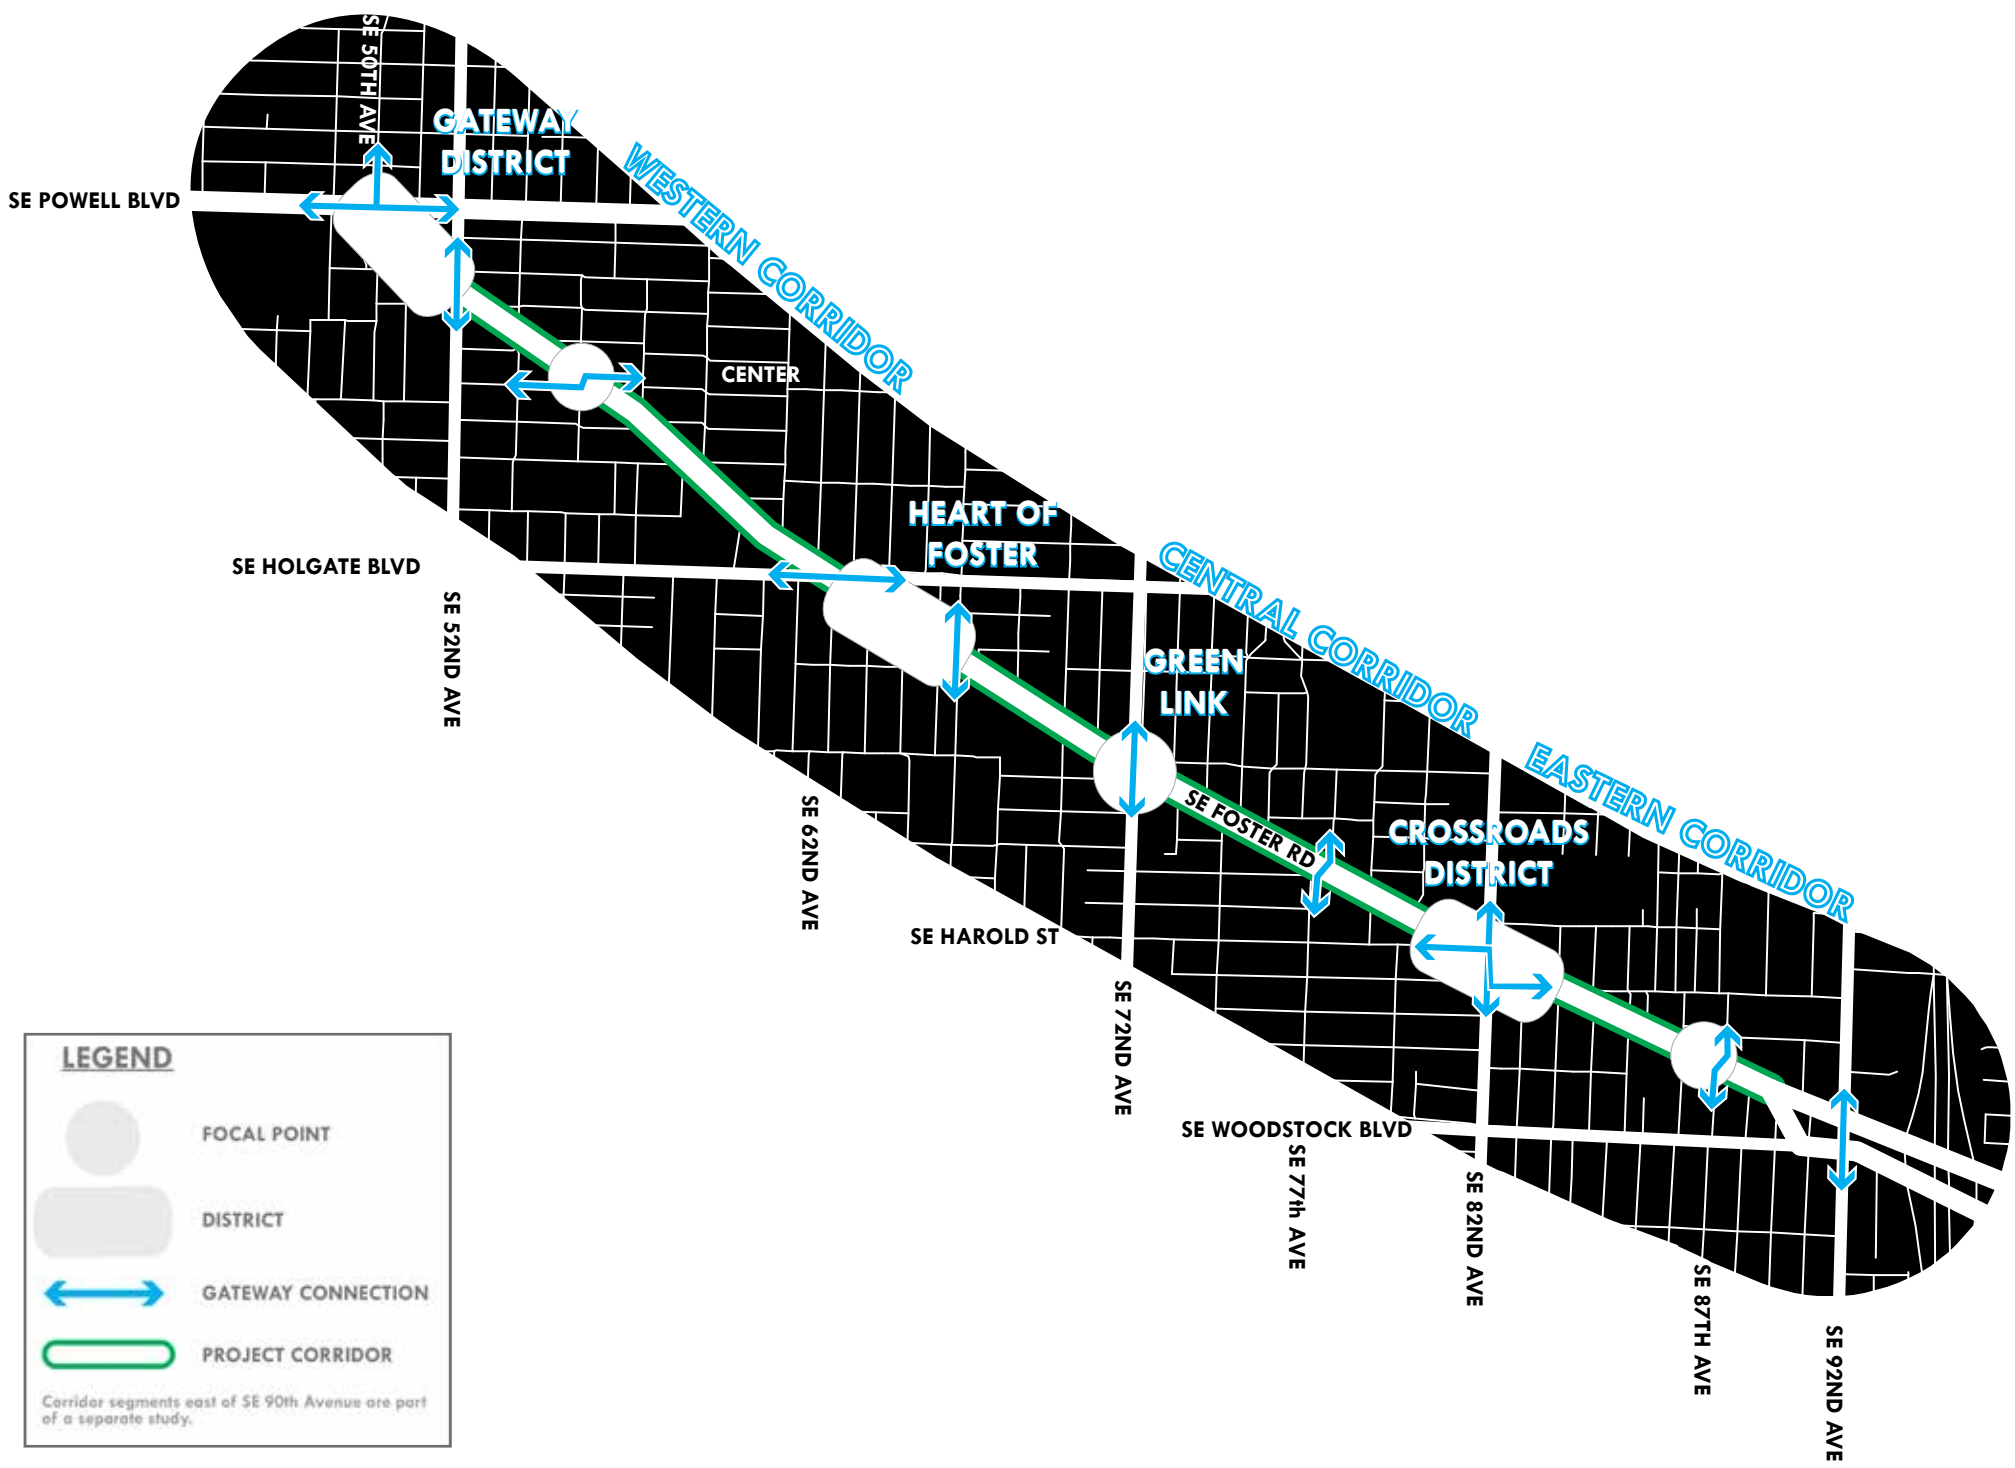 SE 50TH AVE
GATEWAY
DISTRICT
WESTERN CORRIDOR
SE POWELL BLVD
CENTER
HEART OF
FOSTER
SE HOLGATE BLVD
SE 52ND AVE
CENTRAL CORRIDOR
GREEN
LINK
EASTERN CORRIDOR
SE FOSTER RD
CROSSROADS
DISTRICT
SE 62ND AVE
SE HAROLD ST
SE 72ND AVE
SE WOODSTOCK BLVD
SE 77th AVE
SE 82ND AVE
SE 87TH AVE
SE 92ND AVE
LEGEND
FOCAL POINT
DISTRICT
GATEWAY CONNECTION
PROJECT CORRIDOR
Corridor segments east of SE 90th Avenue are part
of a separate study.